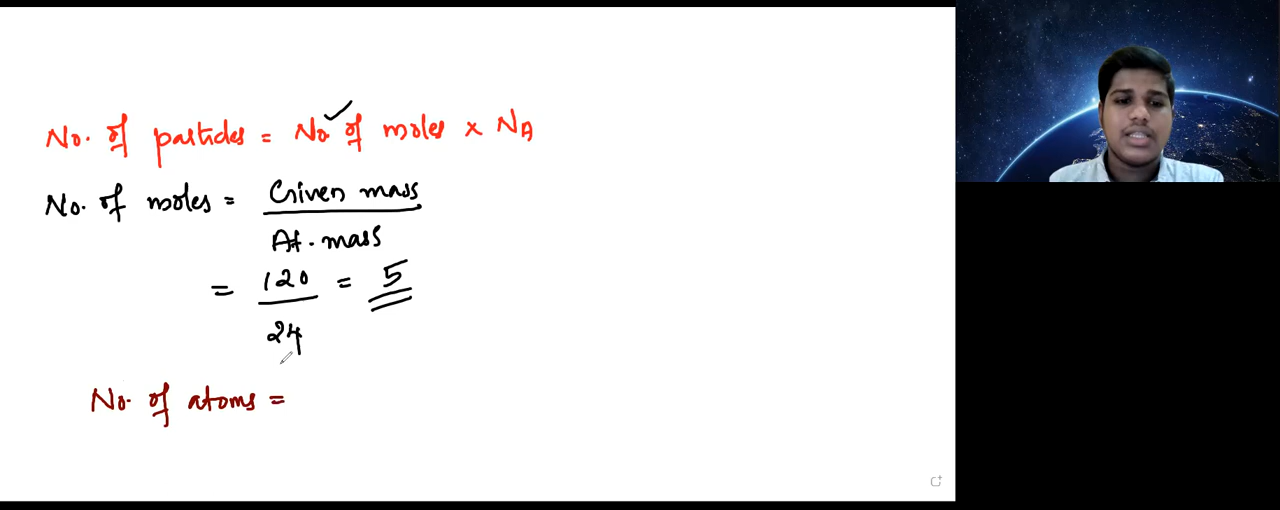 No. of particles = No of moles x NA
No. of moles = Given mass
At. mass
= 120 = 5
24
No. of atoms =